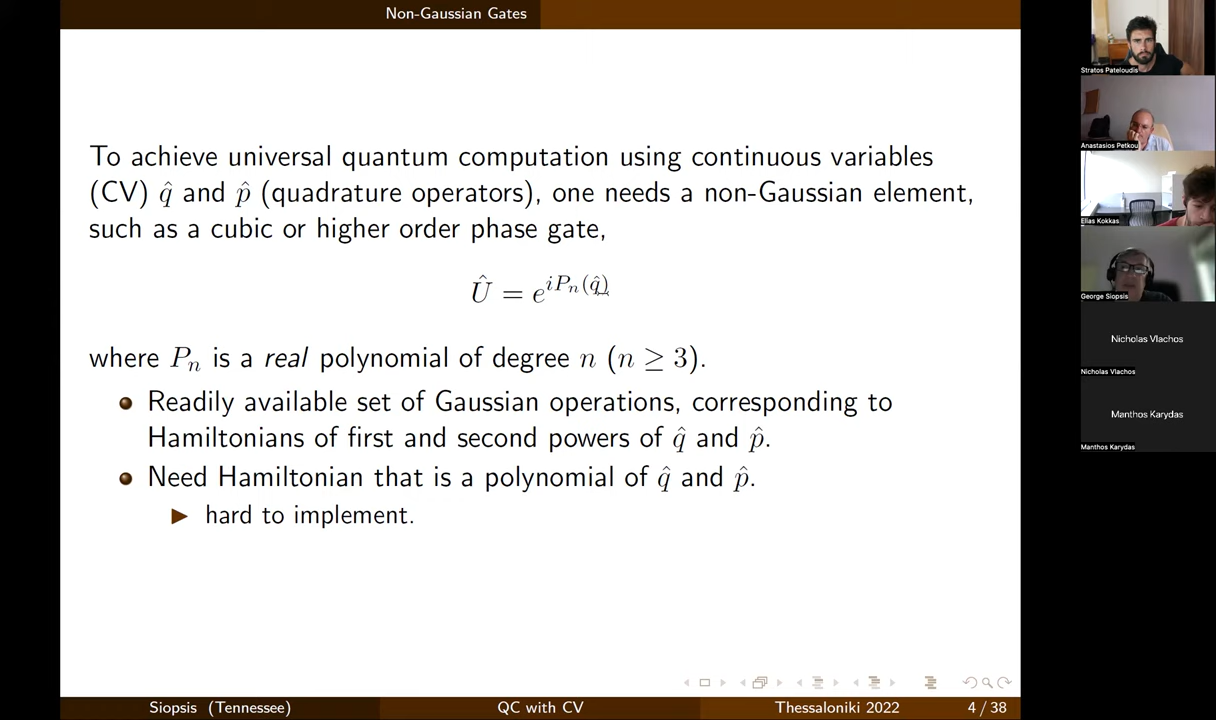 Non-Gaussian Gates
To achieve universal quantum computation using continuous variables
(CV) q̂ and p̂ (quadrature operators), one needs a non-Gaussian element,
such as a cubic or higher order phase gate,
Û = e^{iPₙ(q̂)}
where Pₙ is a real polynomial of degree n (n ≥ 3).
Readily available set of Gaussian operations, corresponding to
Hamiltonians of first and second powers of q̂ and p̂.
Need Hamiltonian that is a polynomial of q̂ and p̂.
hard to implement.
Siopsis (Tennessee)
QC with CV
Thessaloniki 2022
4 / 38
Stratos Pateloudis
Anastasios Petkou
Elias Kokkas
George Siopsis
Nicholas Vlachos
Nicholas Vlachos
Manthos Karydas
Manthos Karydas